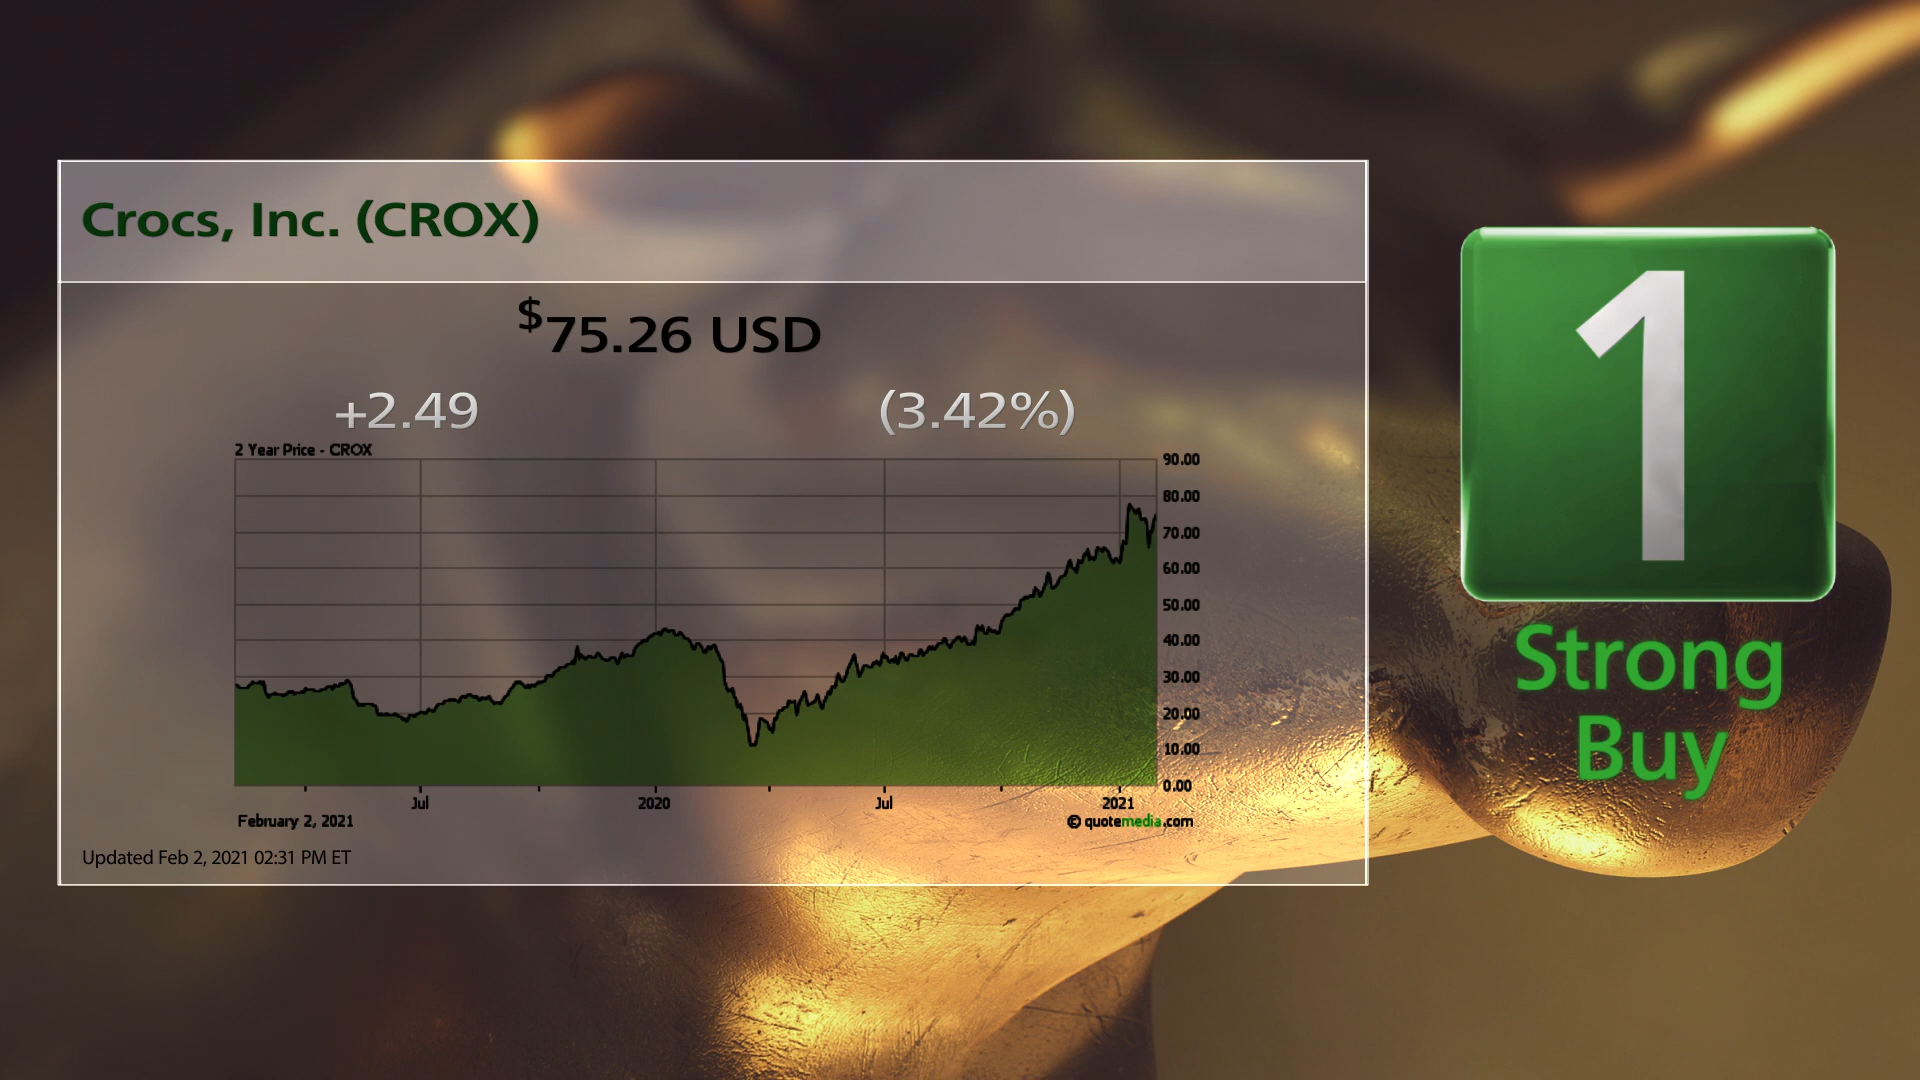 Crocs, Inc. (CROX)
$75.26 USD
+2.49 (3.42%)
2 Year Price - CROX
90.00
80.00
70.00
60.00
50.00
40.00
30.00
20.00
10.00
0.00
Jul 2020 Jul 2021
February 2, 2021 © quotemedia.com
Updated Feb 2, 2021 02:31 PM ET
1
Strong
Buy